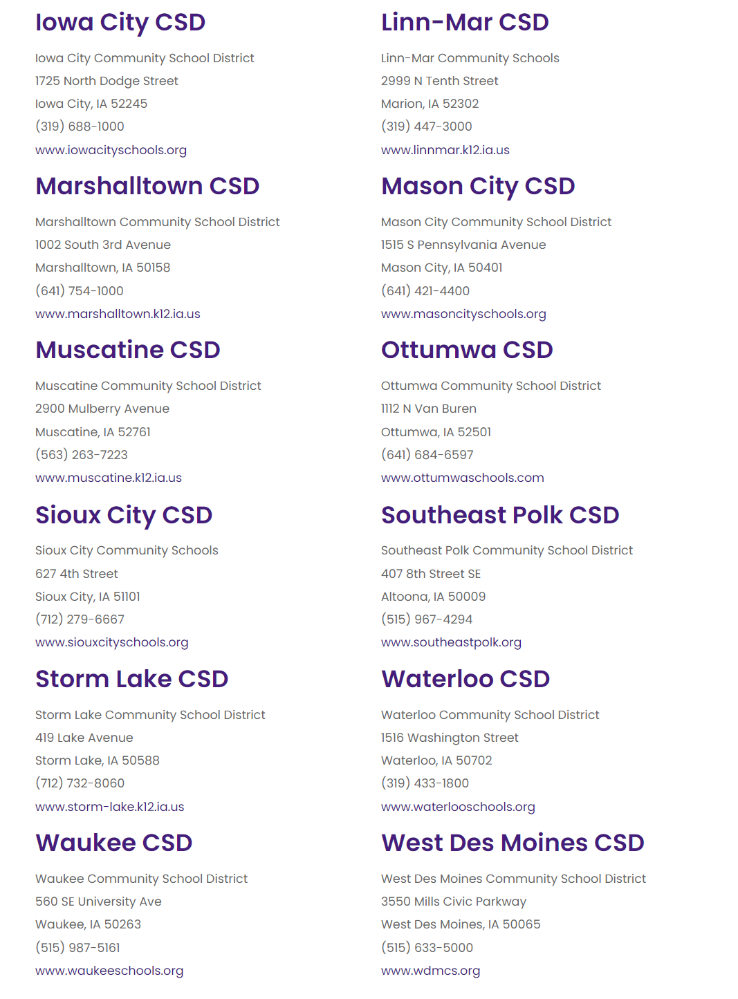 Iowa City CSD
Iowa City Community School District
1725 North Dodge Street
Iowa City, IA 52245
(319) 688-1000
www.iowacityschools.org
Linn-Mar CSD
Linn-Mar Community Schools
2999 N Tenth Street
Marion, IA 52302
(319) 447-3000
www.linnmar.k12.ia.us
Marshalltown CSD
Marshalltown Community School District
1002 South 3rd Avenue
Marshalltown, IA 50158
(641) 754-1000
www.marshalltown.k12.ia.us
Mason City CSD
Mason City Community School District
1515 S Pennsylvania Avenue
Mason City, IA 50401
(641) 421-4400
www.masoncityschools.org
Muscatine CSD
Muscatine Community School District
2900 Mulberry Avenue
Muscatine, IA 52761
(563) 263-7223
www.muscatine.k12.ia.us
Ottumwa CSD
Ottumwa Community School District
1112 N Van Buren
Ottumwa, IA 52501
(641) 684-6597
www.ottumwaschools.com
Sioux City CSD
Sioux City Community Schools
627 4th Street
Sioux City, IA 51101
(712) 279-6667
www.siouxcityschools.org
Southeast Polk CSD
Southeast Polk Community School District
407 8th Street SE
Altoona, IA 50009
(515) 967-4294
www.southeastpolk.org
Storm Lake CSD
Storm Lake Community School District
419 Lake Avenue
Storm Lake, IA 50588
(712) 732-8060
www.storm-lake.k12.ia.us
Waterloo CSD
Waterloo Community School District
1516 Washington Street
Waterloo, IA 50702
(319) 433-1800
www.waterlooschools.org
Waukee CSD
Waukee Community School District
560 SE University Ave
Waukee, IA 50263
(515) 987-5161
www.waukeeschools.org
West Des Moines CSD
West Des Moines Community School District
3550 Mills Civic Parkway
West Des Moines, IA 50065
(515) 633-5000
www.wdmcs.org